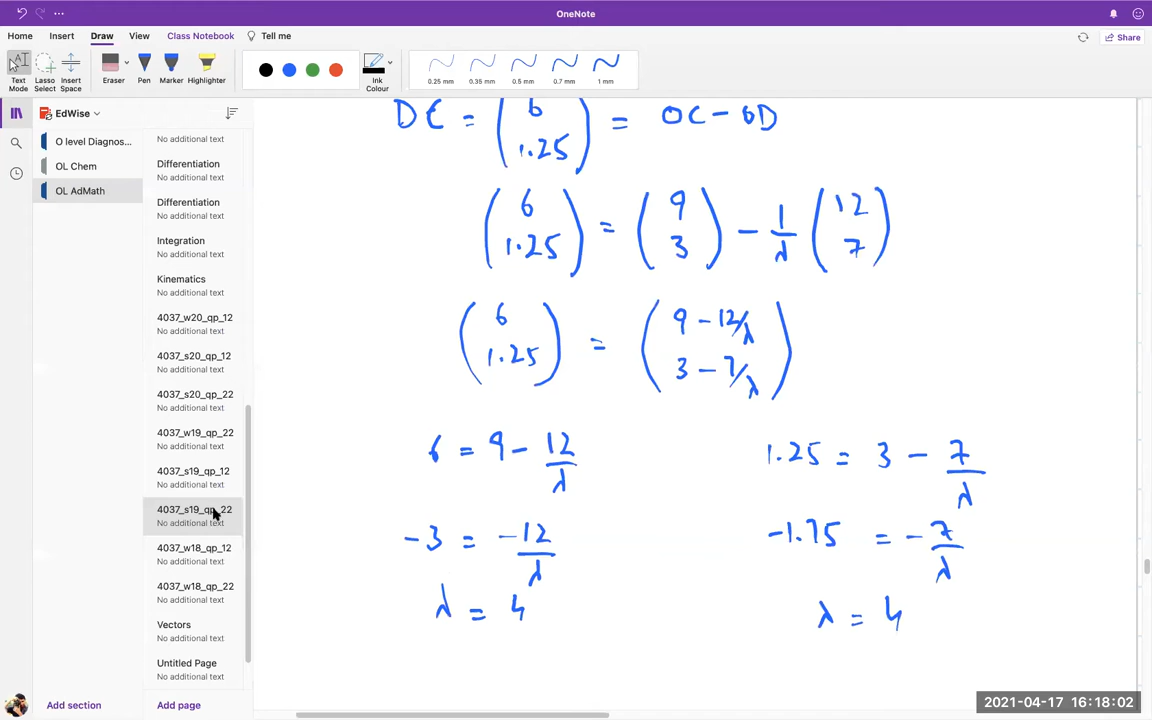 OneNote
Home Insert Draw View Class Notebook Tell me
Share
Text Mode
Lasso Select
Insert Space
Eraser
Pen
Marker
Highlighter
Ink Colour
0.25 mm 0.35 mm 0.5 mm 0.7 mm 1 mm
EdWise
O level Diagnos...
OL Chem
OL AdMath
No additional text
Differentiation
No additional text
Differentiation
No additional text
Integration
No additional text
Kinematics
No additional text
4037_w20_qp_12
No additional text
4037_s20_qp_12
No additional text
4037_s20_qp_22
No additional text
4037_w19_qp_22
No additional text
4037_s19_qp_12
No additional text
4037_s19_qp_22
No additional text
4037_w18_qp_12
No additional text
4037_w18_qp_22
No additional text
Vectors
No additional text
Untitled Page
No additional text
Add section
Add page
DC = (6 1.25) = OC - OD
(6 1.25) = (9 3) - 1/λ (12 7)
(6 1.25) = (9 - 12/λ 3 - 7/λ)
6 = 9 - 12/λ 1.25 = 3 - 7/λ
-3 = -12/λ -1.75 = -7/λ
λ = 4 λ = 4
2021-04-17 16:18:02